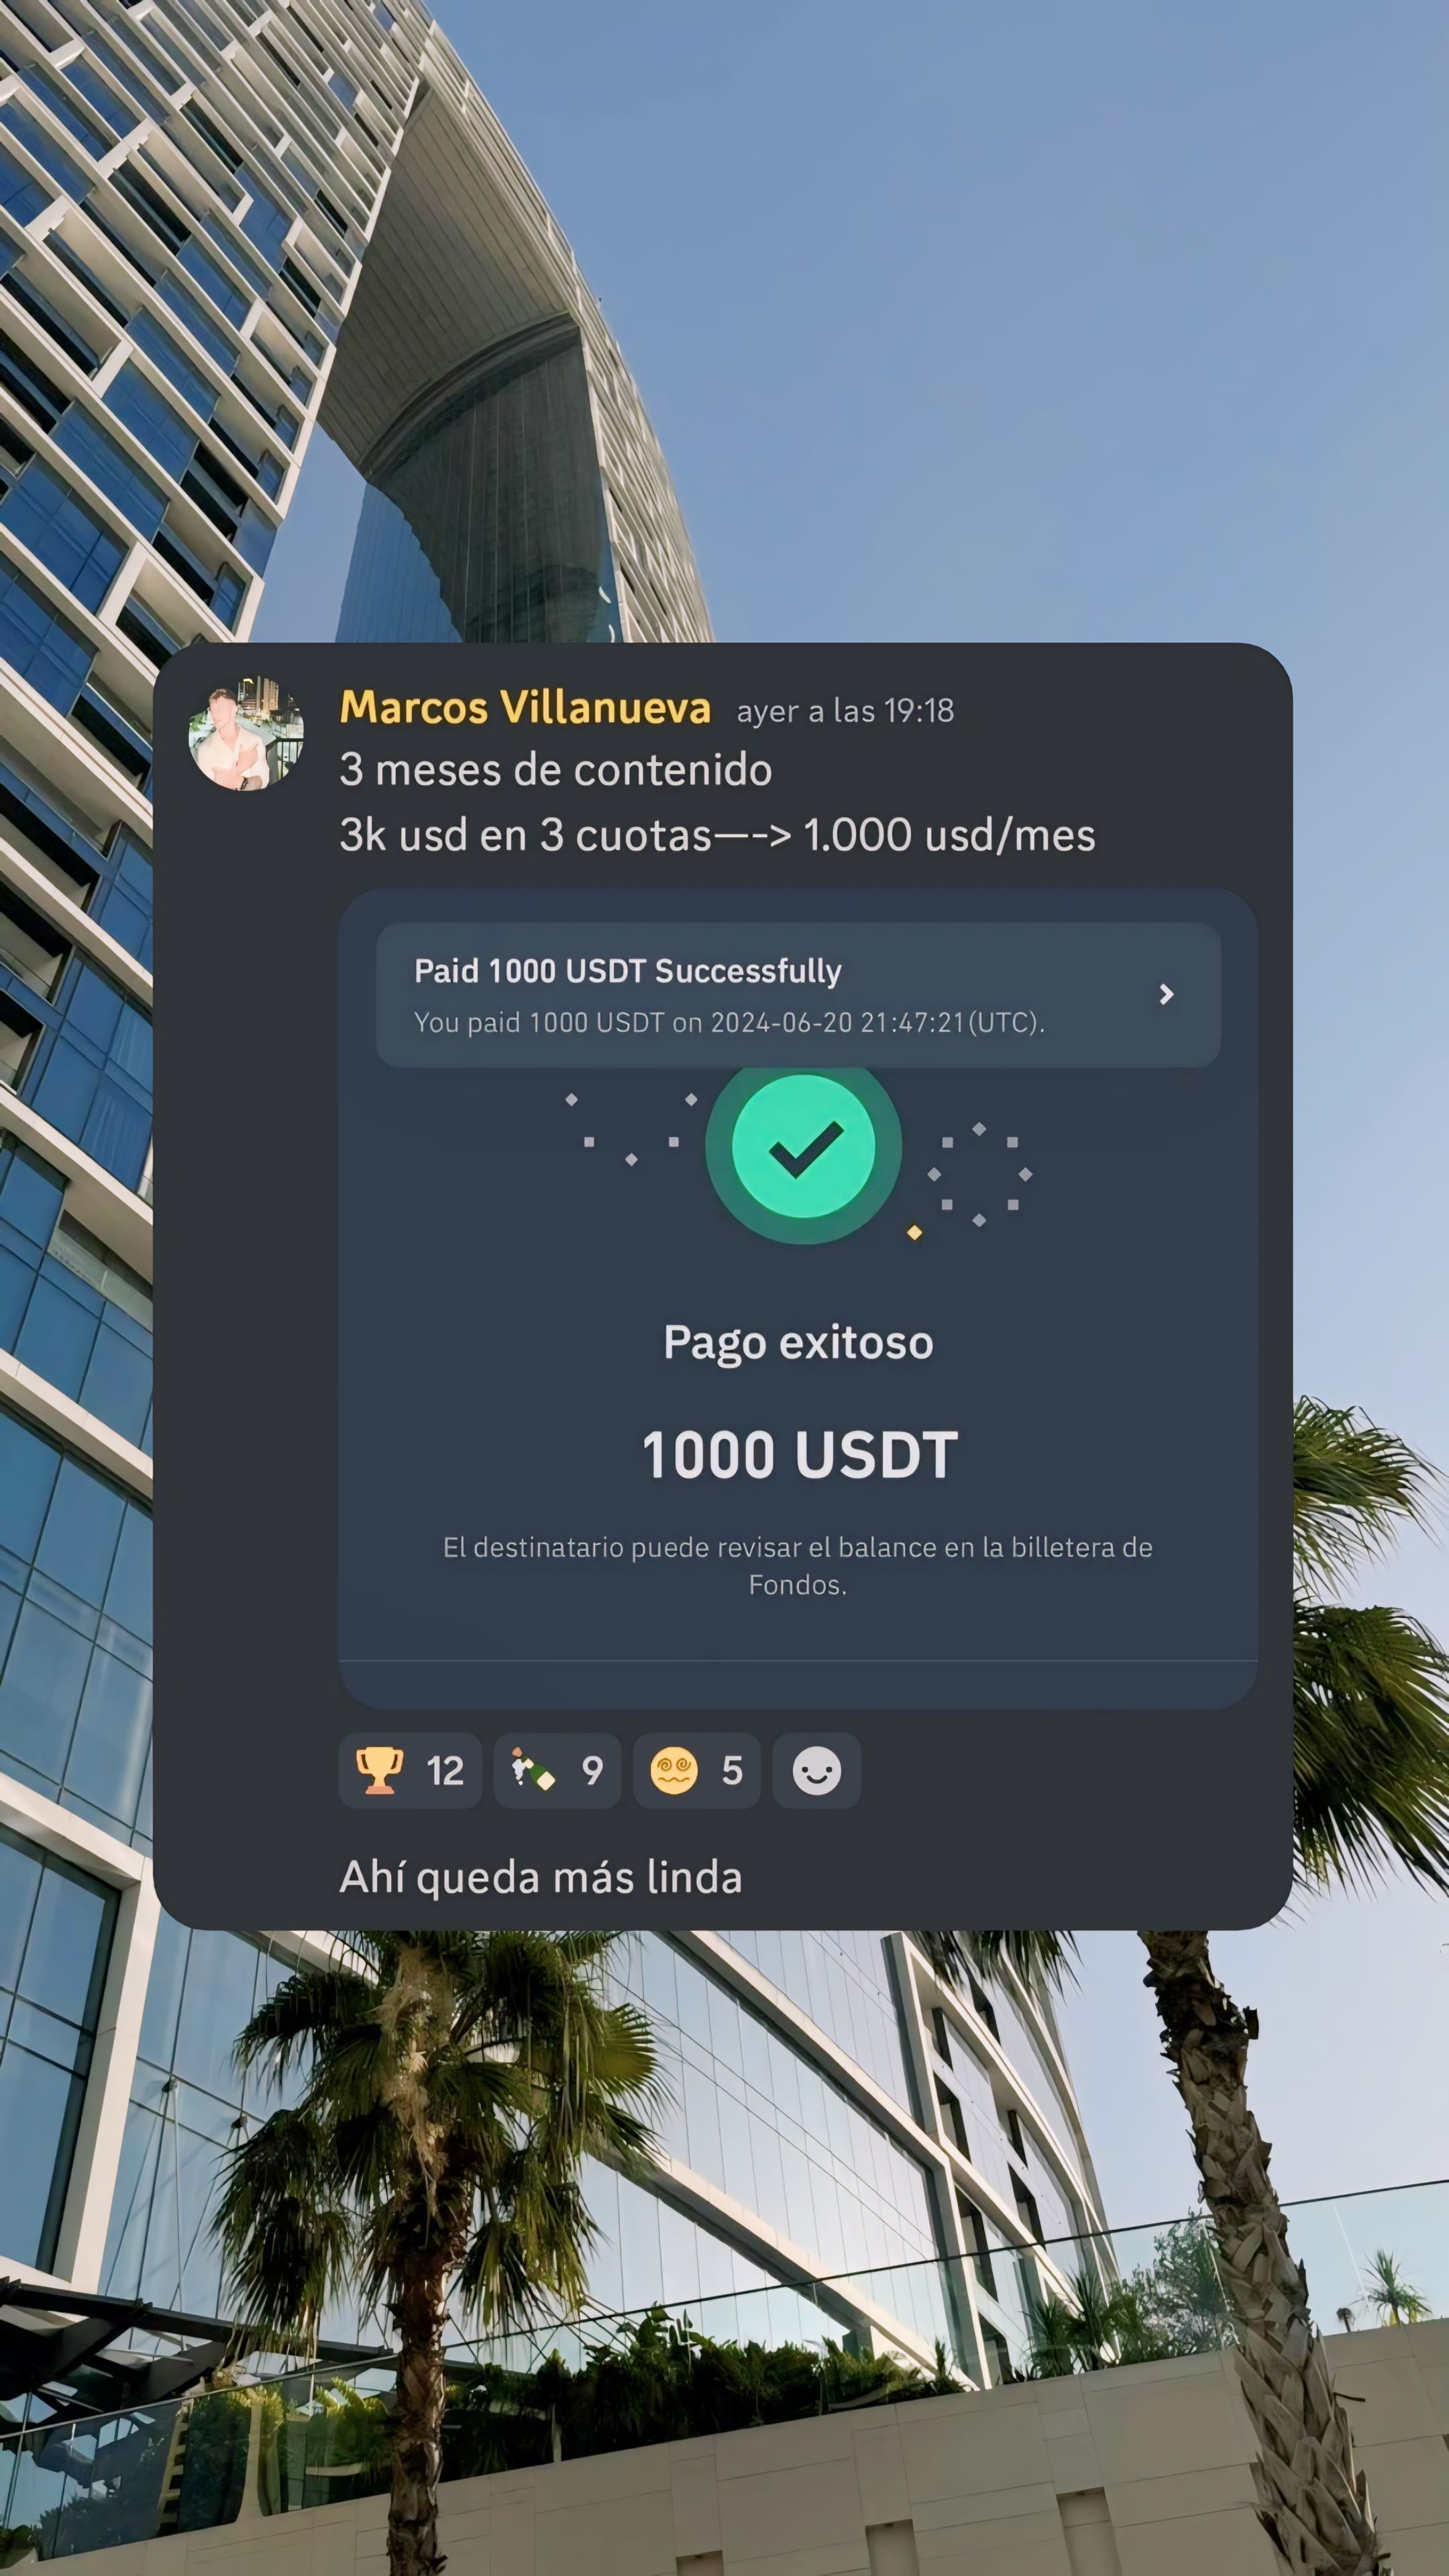 Marcos Villanueva ayer a las 19:18
3 meses de contenido
3k usd en 3 cuotas—-> 1.000 usd/mes
Paid 1000 USDT Successfully
You paid 1000 USDT on 2024-06-20 21:47:21(UTC).
Pago exitoso
1000 USDT
El destinatario puede revisar el balance en la billetera de
Fondos.
12 9 5
Ahí queda más linda